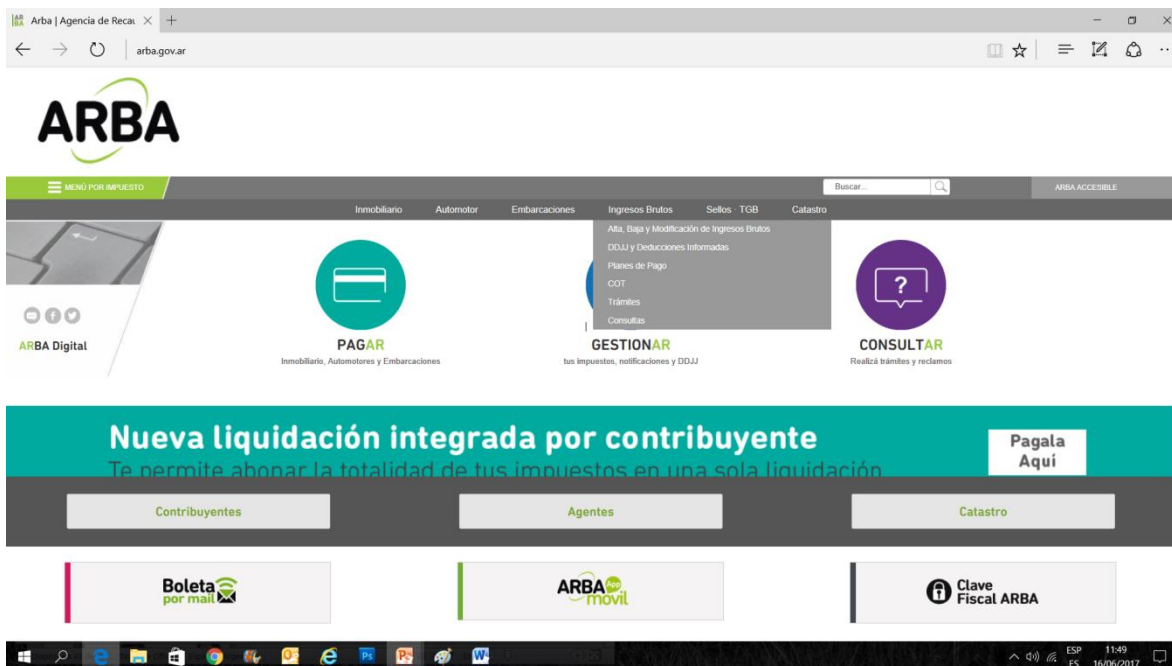 AR
BA
Arba | Agencia de Recau
arba.gov.ar
ARBA
MENÚ POR IMPUESTO
Buscar...
ARBA ACCESIBLE
Inmobiliario Automotor Embarcaciones Ingresos Brutos Sellos - TGB Catastro
Alta, Baja y Modificación de Ingresos Brutos
DDJJ y Deducciones Informadas
Planes de Pago
COT
Trámites
Consultas
?
ARBA Digital
PAGAR
Inmobiliario, Automotores y Embarcaciones
GESTIONAR
tus impuestos, notificaciones y DDJJ
CONSULTAR
Realizá trámites y reclamos
Nueva liquidación integrada por contribuyente
Te permite abonar la totalidad de tus impuestos en una sola liquidación
Pagala
Aquí
Contribuyentes
Agentes
Catastro
Boleta
por mail
ARBA App
móvil
Clave
Fiscal ARBA
Ps
ESP
ES
11:49
16/06/2017